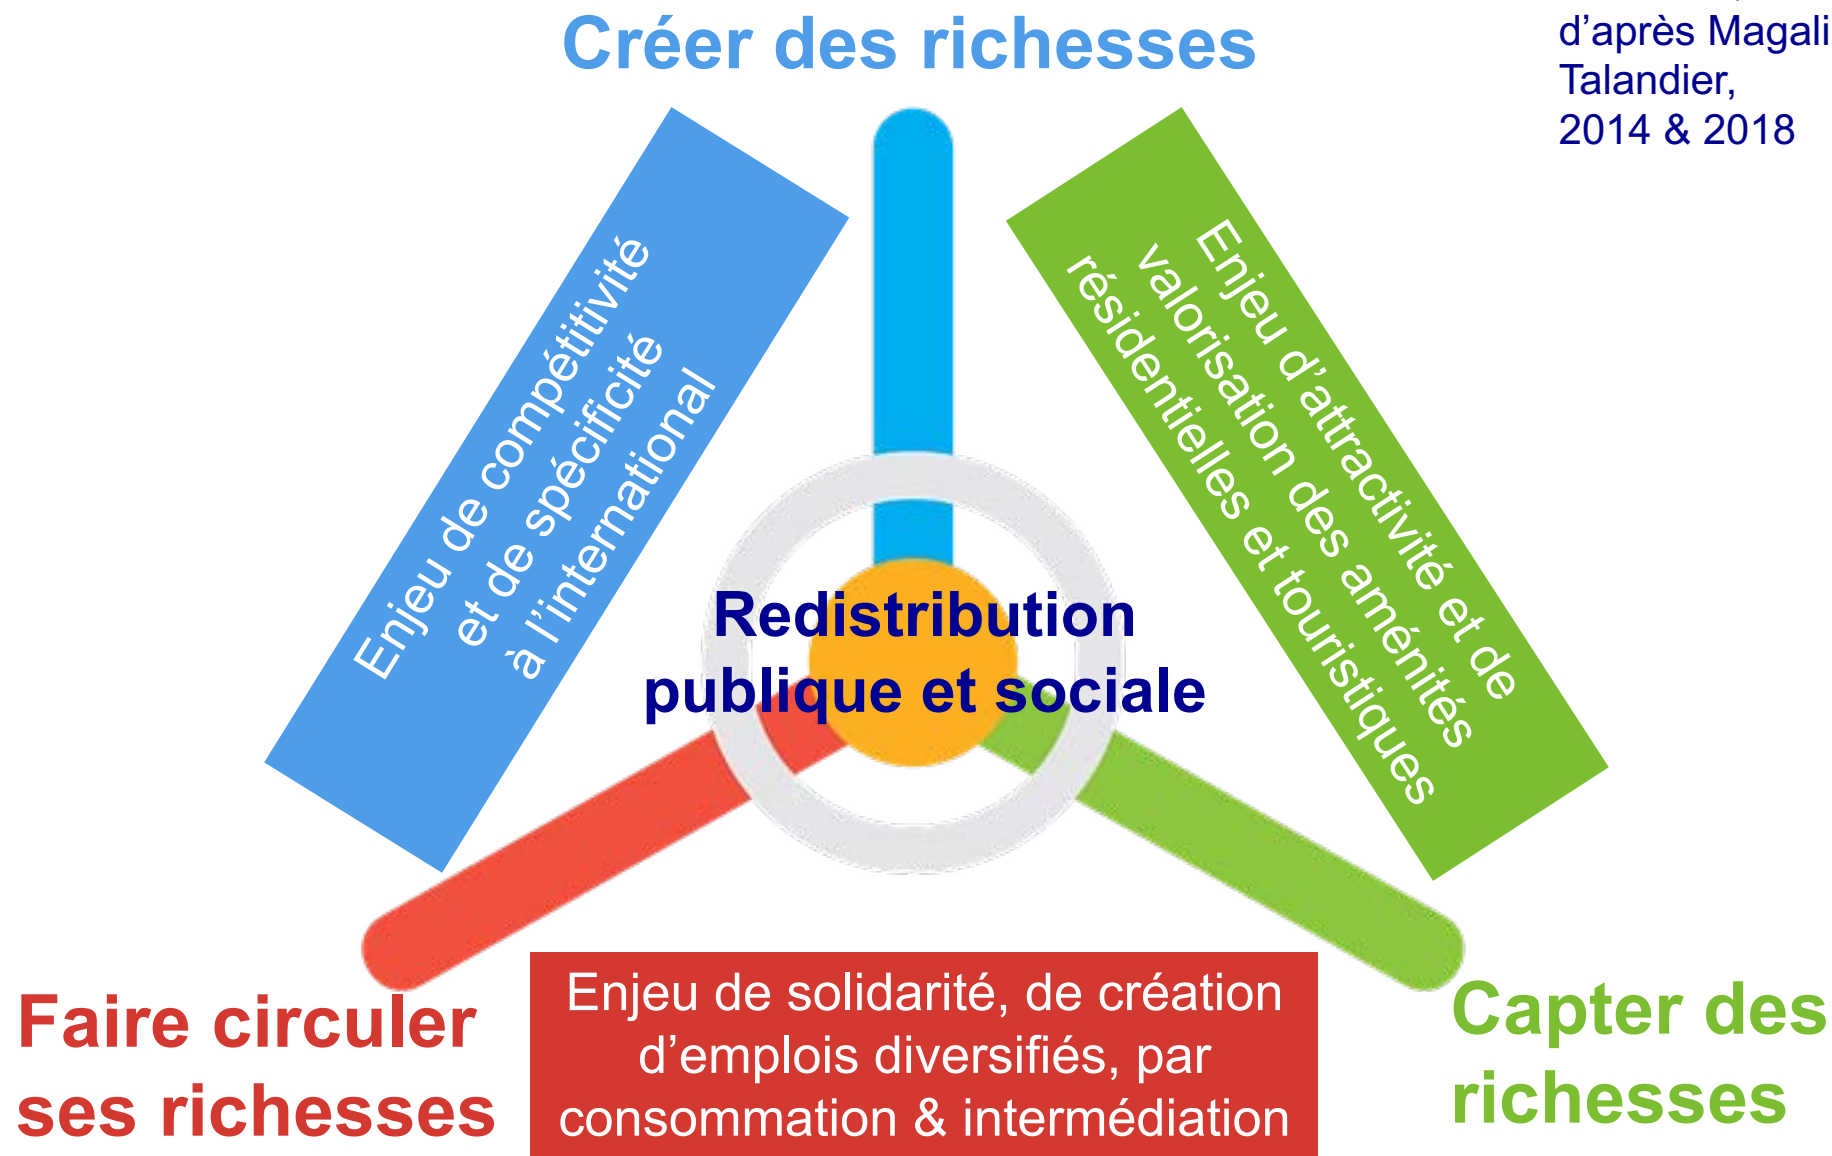 Créer des richesses
d’après Magali
Talandier,
2014 & 2018
Enjeu de compétitivité
et de spécificité
à l’international
Enjeu d’attractivité et de
valorisation des aménités
résidentielles et touristiques
Redistribution
publique et sociale
Faire circuler
ses richesses
Enjeu de solidarité, de création
d’emplois diversifiés, par
consommation & intermédiation
Capter des
richesses